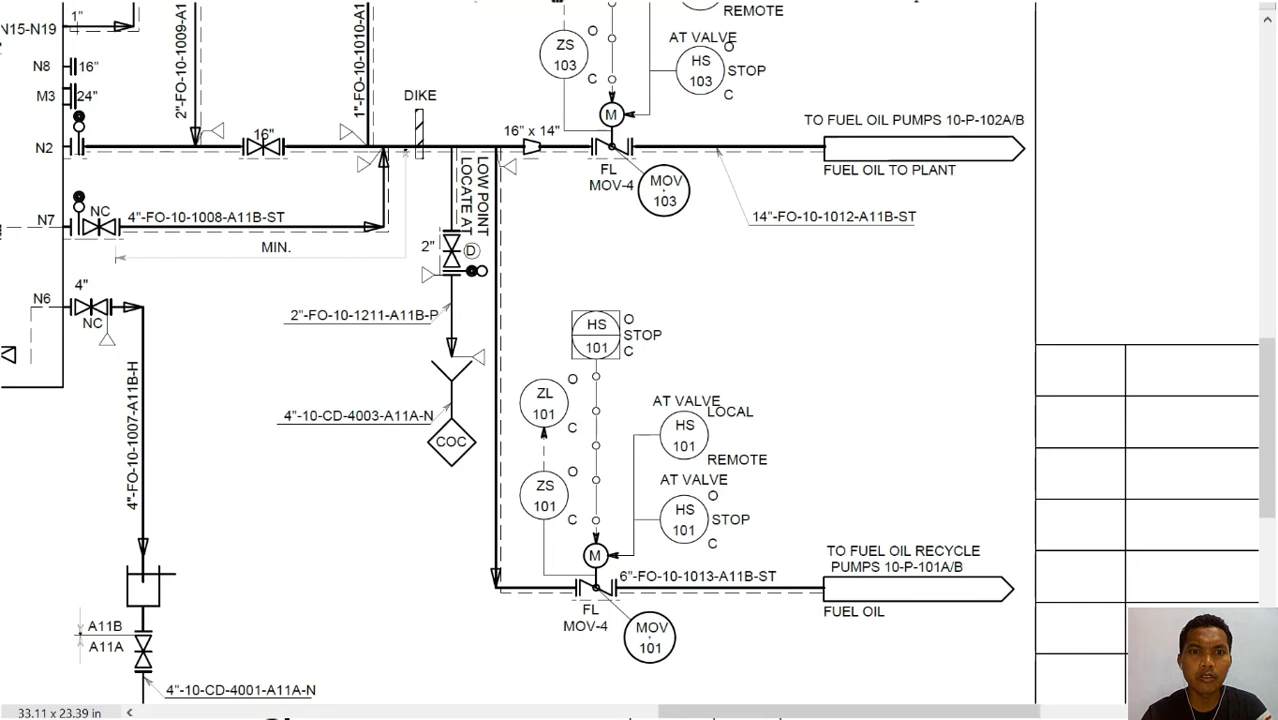 N15-N19
1"
2"-FO-10-1009-A1
1"-FO-10-1010-A1
ZS
103
O
C
REMOTE
AT VALVE
HS
103
O
STOP
C
N8
16"
M3
24"
DIKE
M
N2
16"
16" x 14"
FL
MOV-4
MOV
103
TO FUEL OIL PUMPS 10-P-102A/B
FUEL OIL TO PLANT
14"-FO-10-1012-A11B-ST
N7
NC
4"-FO-10-1008-A11B-ST
MIN.
LOW POINT
LOCATE AT
2"
D
N6
4"
NC
2"-FO-10-1211-A11B-P
HS
101
O
STOP
C
4"-FO-10-1007-A11B-H
4"-10-CD-4003-A11A-N
COC
ZL
101
O
C
AT VALVE
LOCAL
HS
101
REMOTE
ZS
101
O
C
AT VALVE
HS
101
O
STOP
C
M
6"-FO-10-1013-A11B-ST
FL
MOV-4
MOV
101
TO FUEL OIL RECYCLE
PUMPS 10-P-101A/B
FUEL OIL
A11B
A11A
4"-10-CD-4001-A11A-N
33.11 x 23.39 in